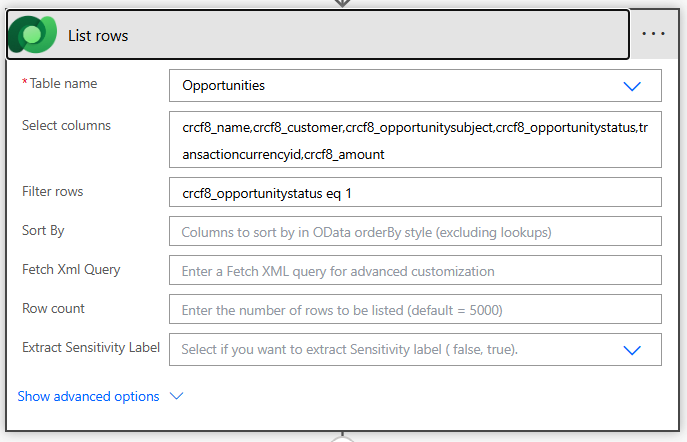 List rows
...
*Table name
Opportunities
Select columns
crcf8_name,crcf8_customer,crcf8_opportunitysubject,crcf8_opportunitystatus,tr
ansactioncurrencyid,crcf8_amount
Filter rows
crcf8_opportunitystatus eq 1
Sort By
Columns to sort by in OData orderBy style (excluding lookups)
Fetch Xml Query
Enter a Fetch XML query for advanced customization
Row count
Enter the number of rows to be listed (default = 5000)
Extract Sensitivity Label
Select if you want to extract Sensitivity label ( false, true).
Show advanced options